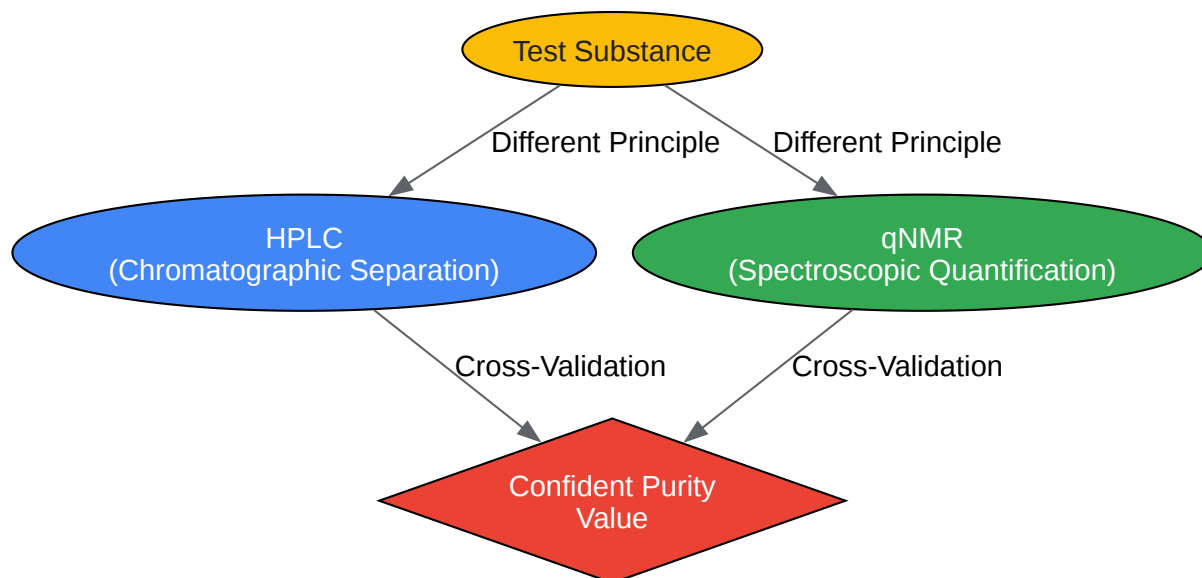 Test Substance
Different Principle
Different Principle
HPLC
(Chromatographic Separation)
qNMR
(Spectroscopic Quantification)
Cross-Validation
Cross-Validation
Confident Purity
Value